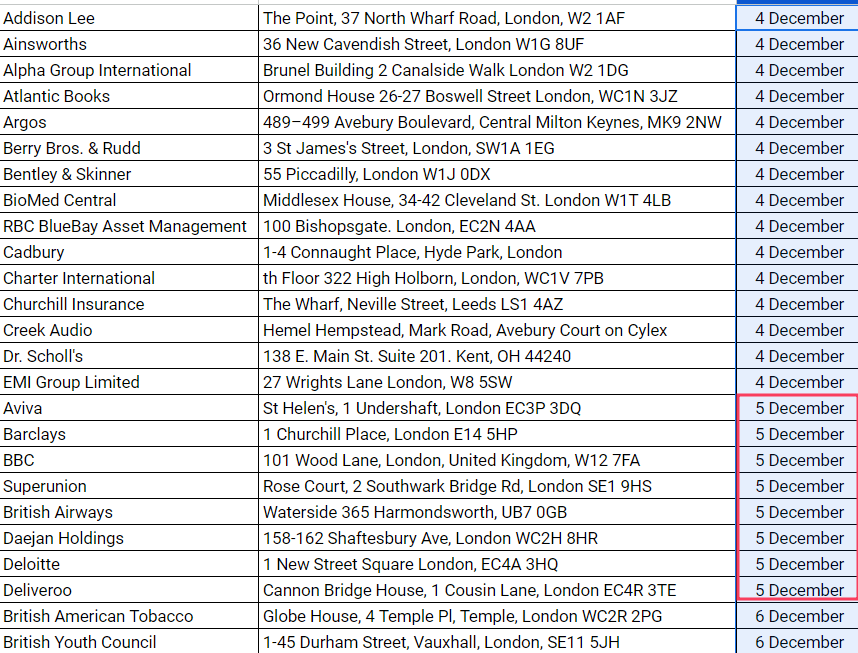 Addison Lee The Point, 37 North Wharf Road, London, W2 1AF 4 December
Ainsworths 36 New Cavendish Street, London W1G 8UF 4 December
Alpha Group International Brunel Building 2 Canalside Walk London W2 1DG 4 December
Atlantic Books Ormond House 26-27 Boswell Street London, WC1N 3JZ 4 December
Argos 489–499 Avebury Boulevard, Central Milton Keynes, MK9 2NW 4 December
Berry Bros. & Rudd 3 St James's Street, London, SW1A 1EG 4 December
Bentley & Skinner 55 Piccadilly, London W1J 0DX 4 December
BioMed Central Middlesex House, 34-42 Cleveland St. London W1T 4LB 4 December
RBC BlueBay Asset Management 100 Bishopsgate. London, EC2N 4AA 4 December
Cadbury 1-4 Connaught Place, Hyde Park, London 4 December
Charter International th Floor 322 High Holborn, London, WC1V 7PB 4 December
Churchill Insurance The Wharf, Neville Street, Leeds LS1 4AZ 4 December
Creek Audio Hemel Hempstead, Mark Road, Avebury Court on Cylex 4 December
Dr. Scholl's 138 E. Main St. Suite 201. Kent, OH 44240 4 December
EMI Group Limited 27 Wrights Lane London, W8 5SW 4 December
Aviva St Helen's, 1 Undershaft, London EC3P 3DQ 5 December
Barclays 1 Churchill Place, London E14 5HP 5 December
BBC 101 Wood Lane, London, United Kingdom, W12 7FA 5 December
Superunion Rose Court, 2 Southwark Bridge Rd, London SE1 9HS 5 December
British Airways Waterside 365 Harmondsworth, UB7 0GB 5 December
Daejan Holdings 158-162 Shaftesbury Ave, London WC2H 8HR 5 December
Deloitte 1 New Street Square London, EC4A 3HQ 5 December
Deliveroo Cannon Bridge House, 1 Cousin Lane, London EC4R 3TE 5 December
British American Tobacco Globe House, 4 Temple Pl, Temple, London WC2R 2PG 6 December
British Youth Council 1-45 Durham Street, Vauxhall, London, SE11 5JH 6 December